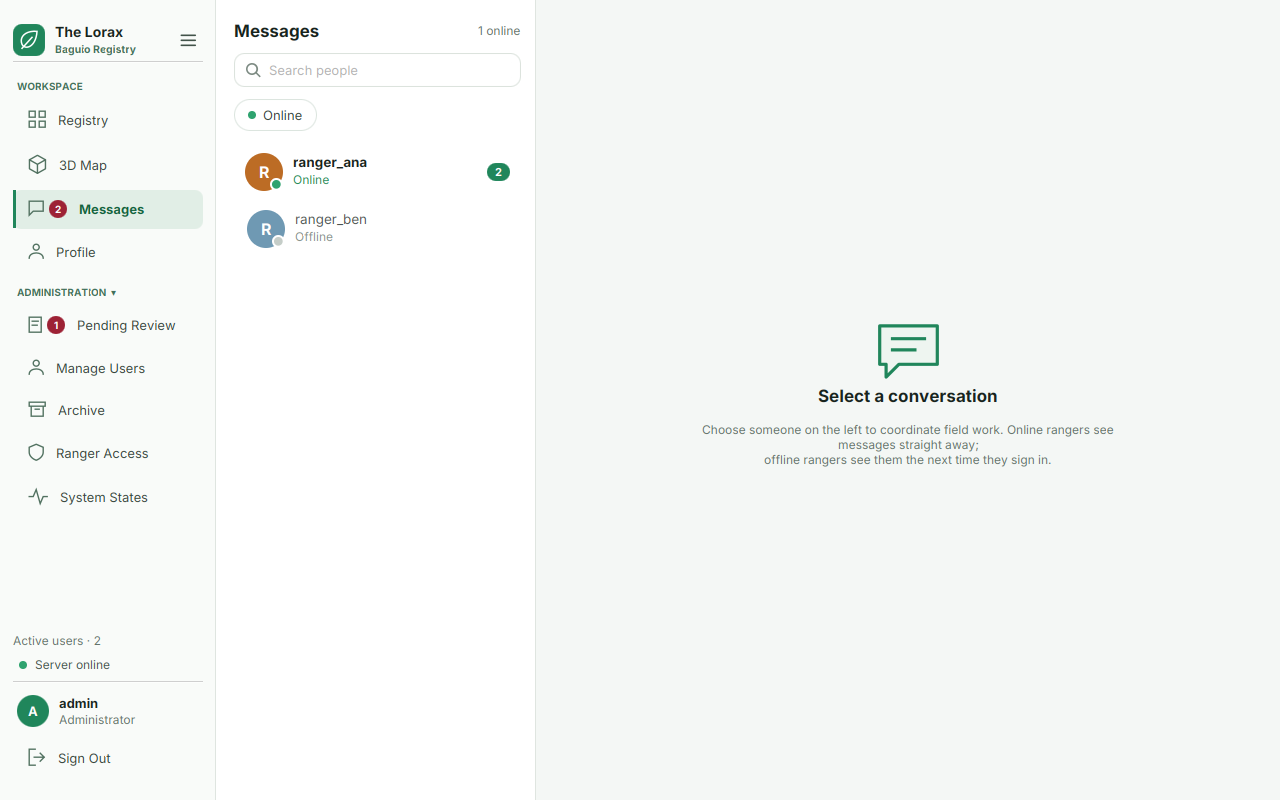 The Lorax
Baguio Registry
WORKSPACE
Registry
3D Map
2 Messages
Profile
ADMINISTRATION ▾
1 Pending Review
Manage Users
Archive
Ranger Access
System States
Active users · 2
Server online
A
admin
Administrator
Sign Out
Messages
1 online
Search people
Online
R
ranger_ana
Online
2
R
ranger_ben
Offline
Select a conversation
Choose someone on the left to coordinate field work. Online rangers see
messages straight away;
offline rangers see them the next time they sign in.